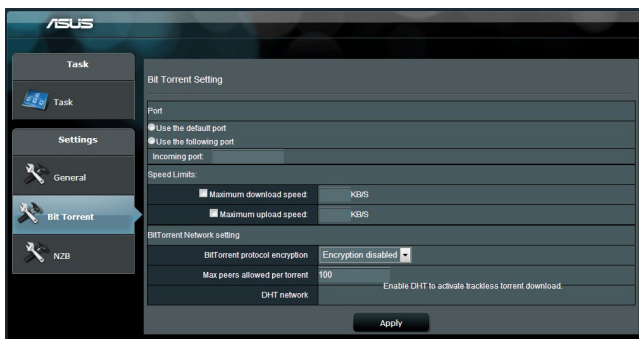 ASUS
Task
Task
Settings
General
Bit Torrent
NZB
Bit Torrent Setting
Port
Use the default port
Use the following port
Incoming port:
Speed Limits:
Maximum download speed: KB/S
Maximum upload speed: KB/S
BitTorrent Network setting
BitTorrent protocol encryption Encryption disabled
Max peers allowed per torrent 100
DHT network Enable DHT to activate trackless torrent download.
Apply